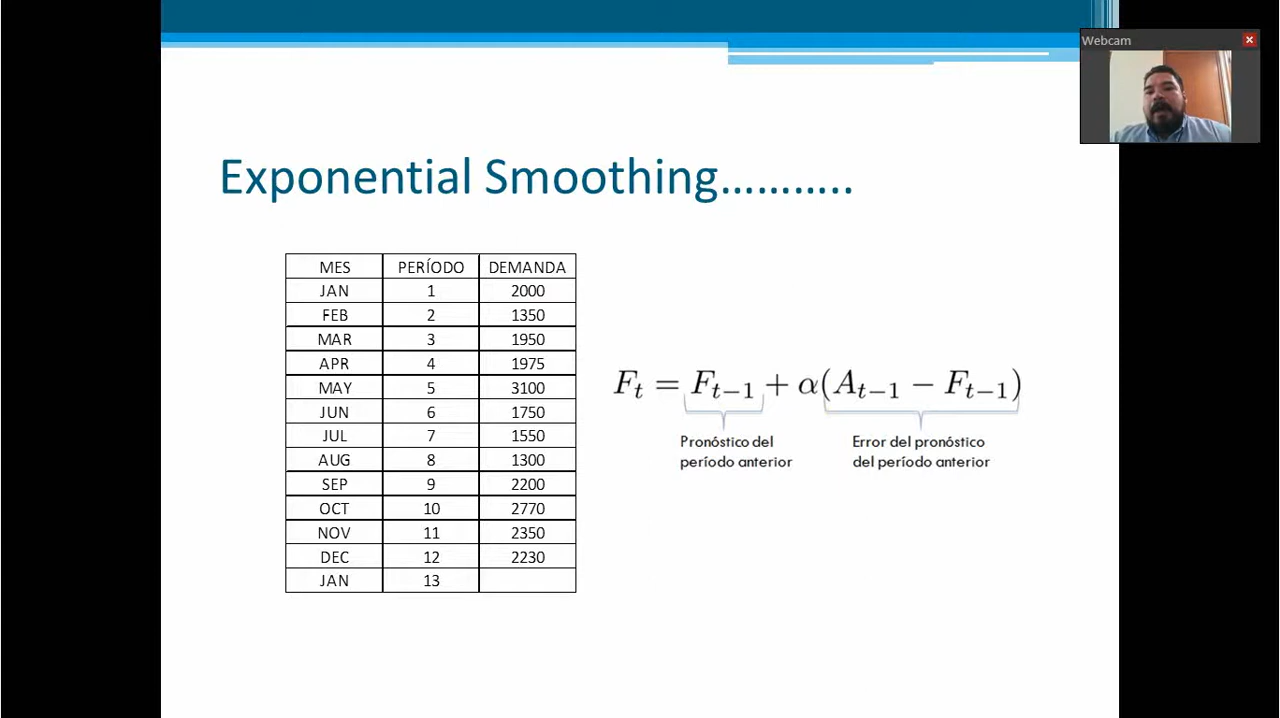 Webcam
Exponential Smoothing………..
MES PERÍODO DEMANDA
JAN 1 2000
FEB 2 1350
MAR 3 1950
APR 4 1975
MAY 5 3100
JUN 6 1750
JUL 7 1550
AUG 8 1300
SEP 9 2200
OCT 10 2770
NOV 11 2350
DEC 12 2230
JAN 13
F_t = F_{t−1} + α(A_{t−1} − F_{t−1})
Pronóstico del
período anterior
Error del pronóstico
del período anterior